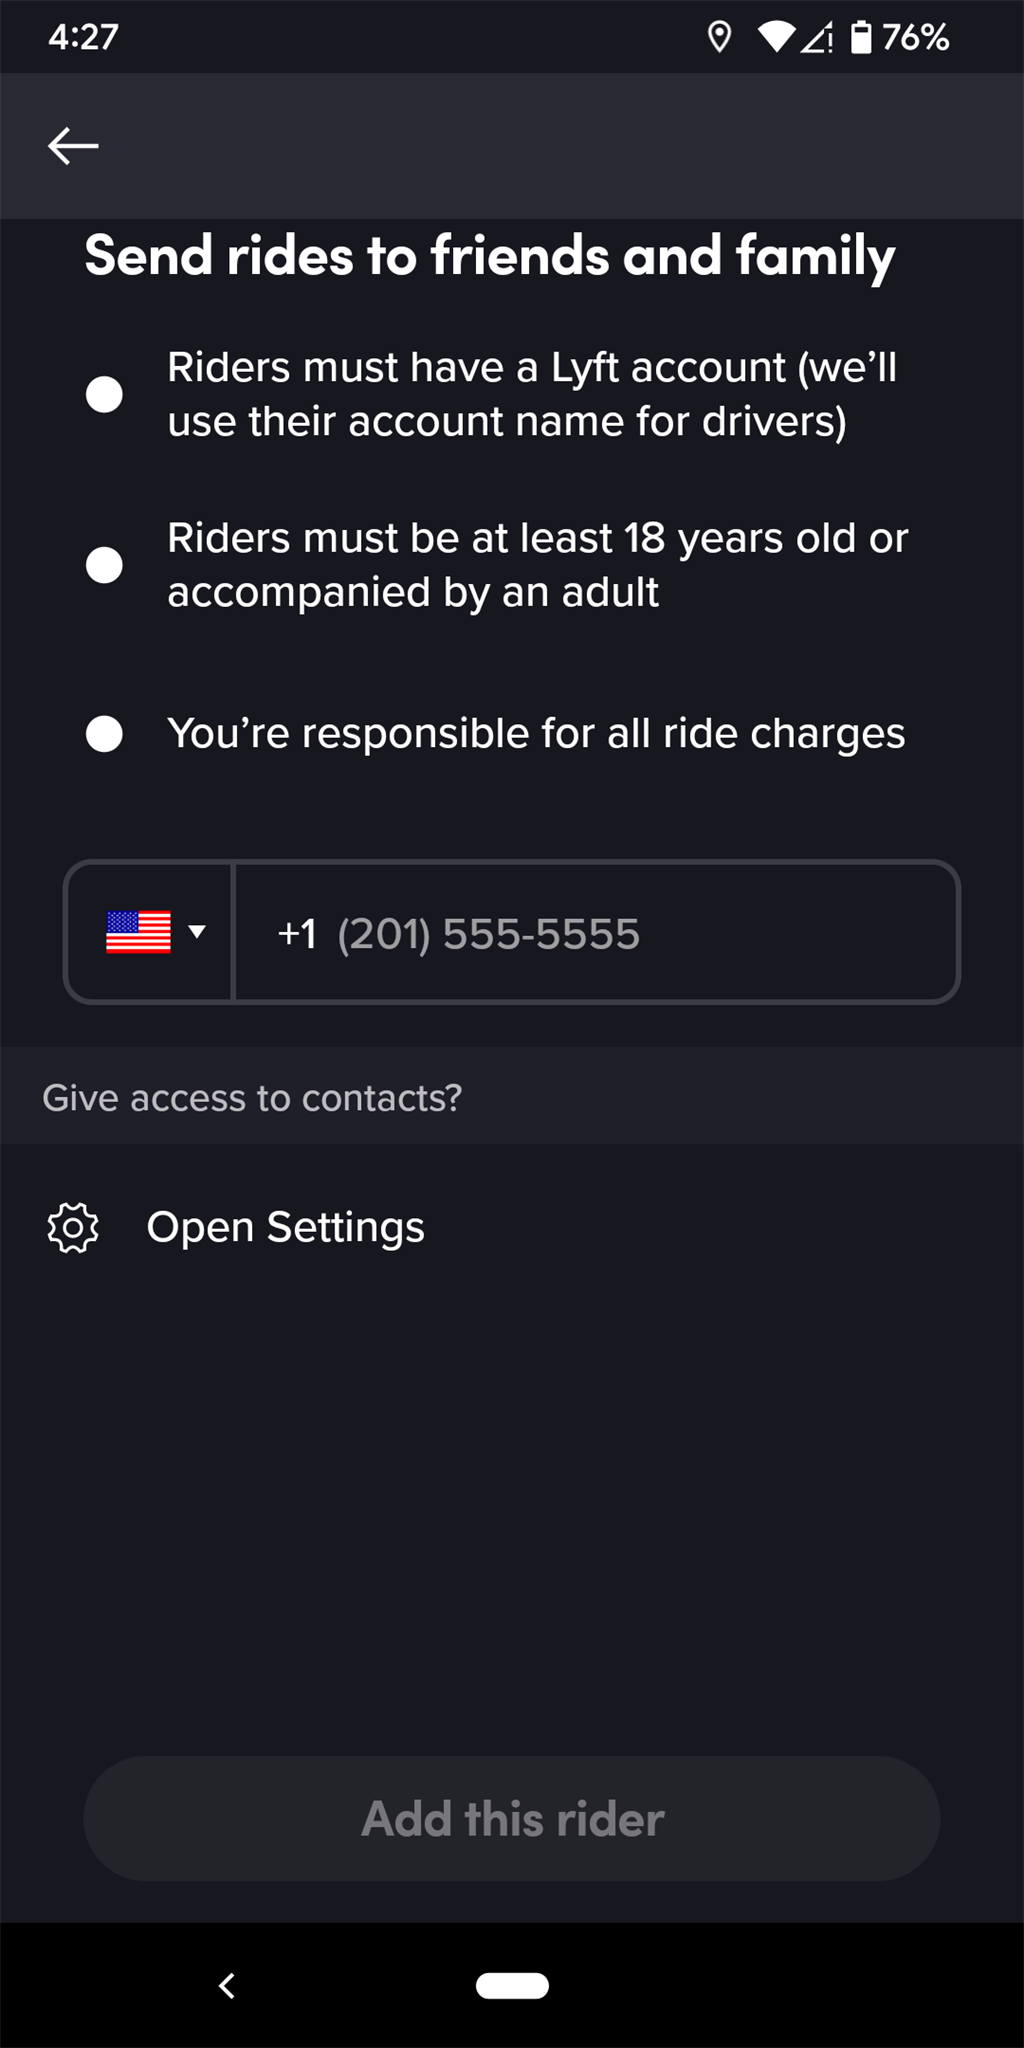 4:27
76%
Send rides to friends and family
Riders must have a Lyft account (we’ll
use their account name for drivers)
Riders must be at least 18 years old or
accompanied by an adult
You’re responsible for all ride charges
+1 (201) 555-5555
Give access to contacts?
Open Settings
Add this rider